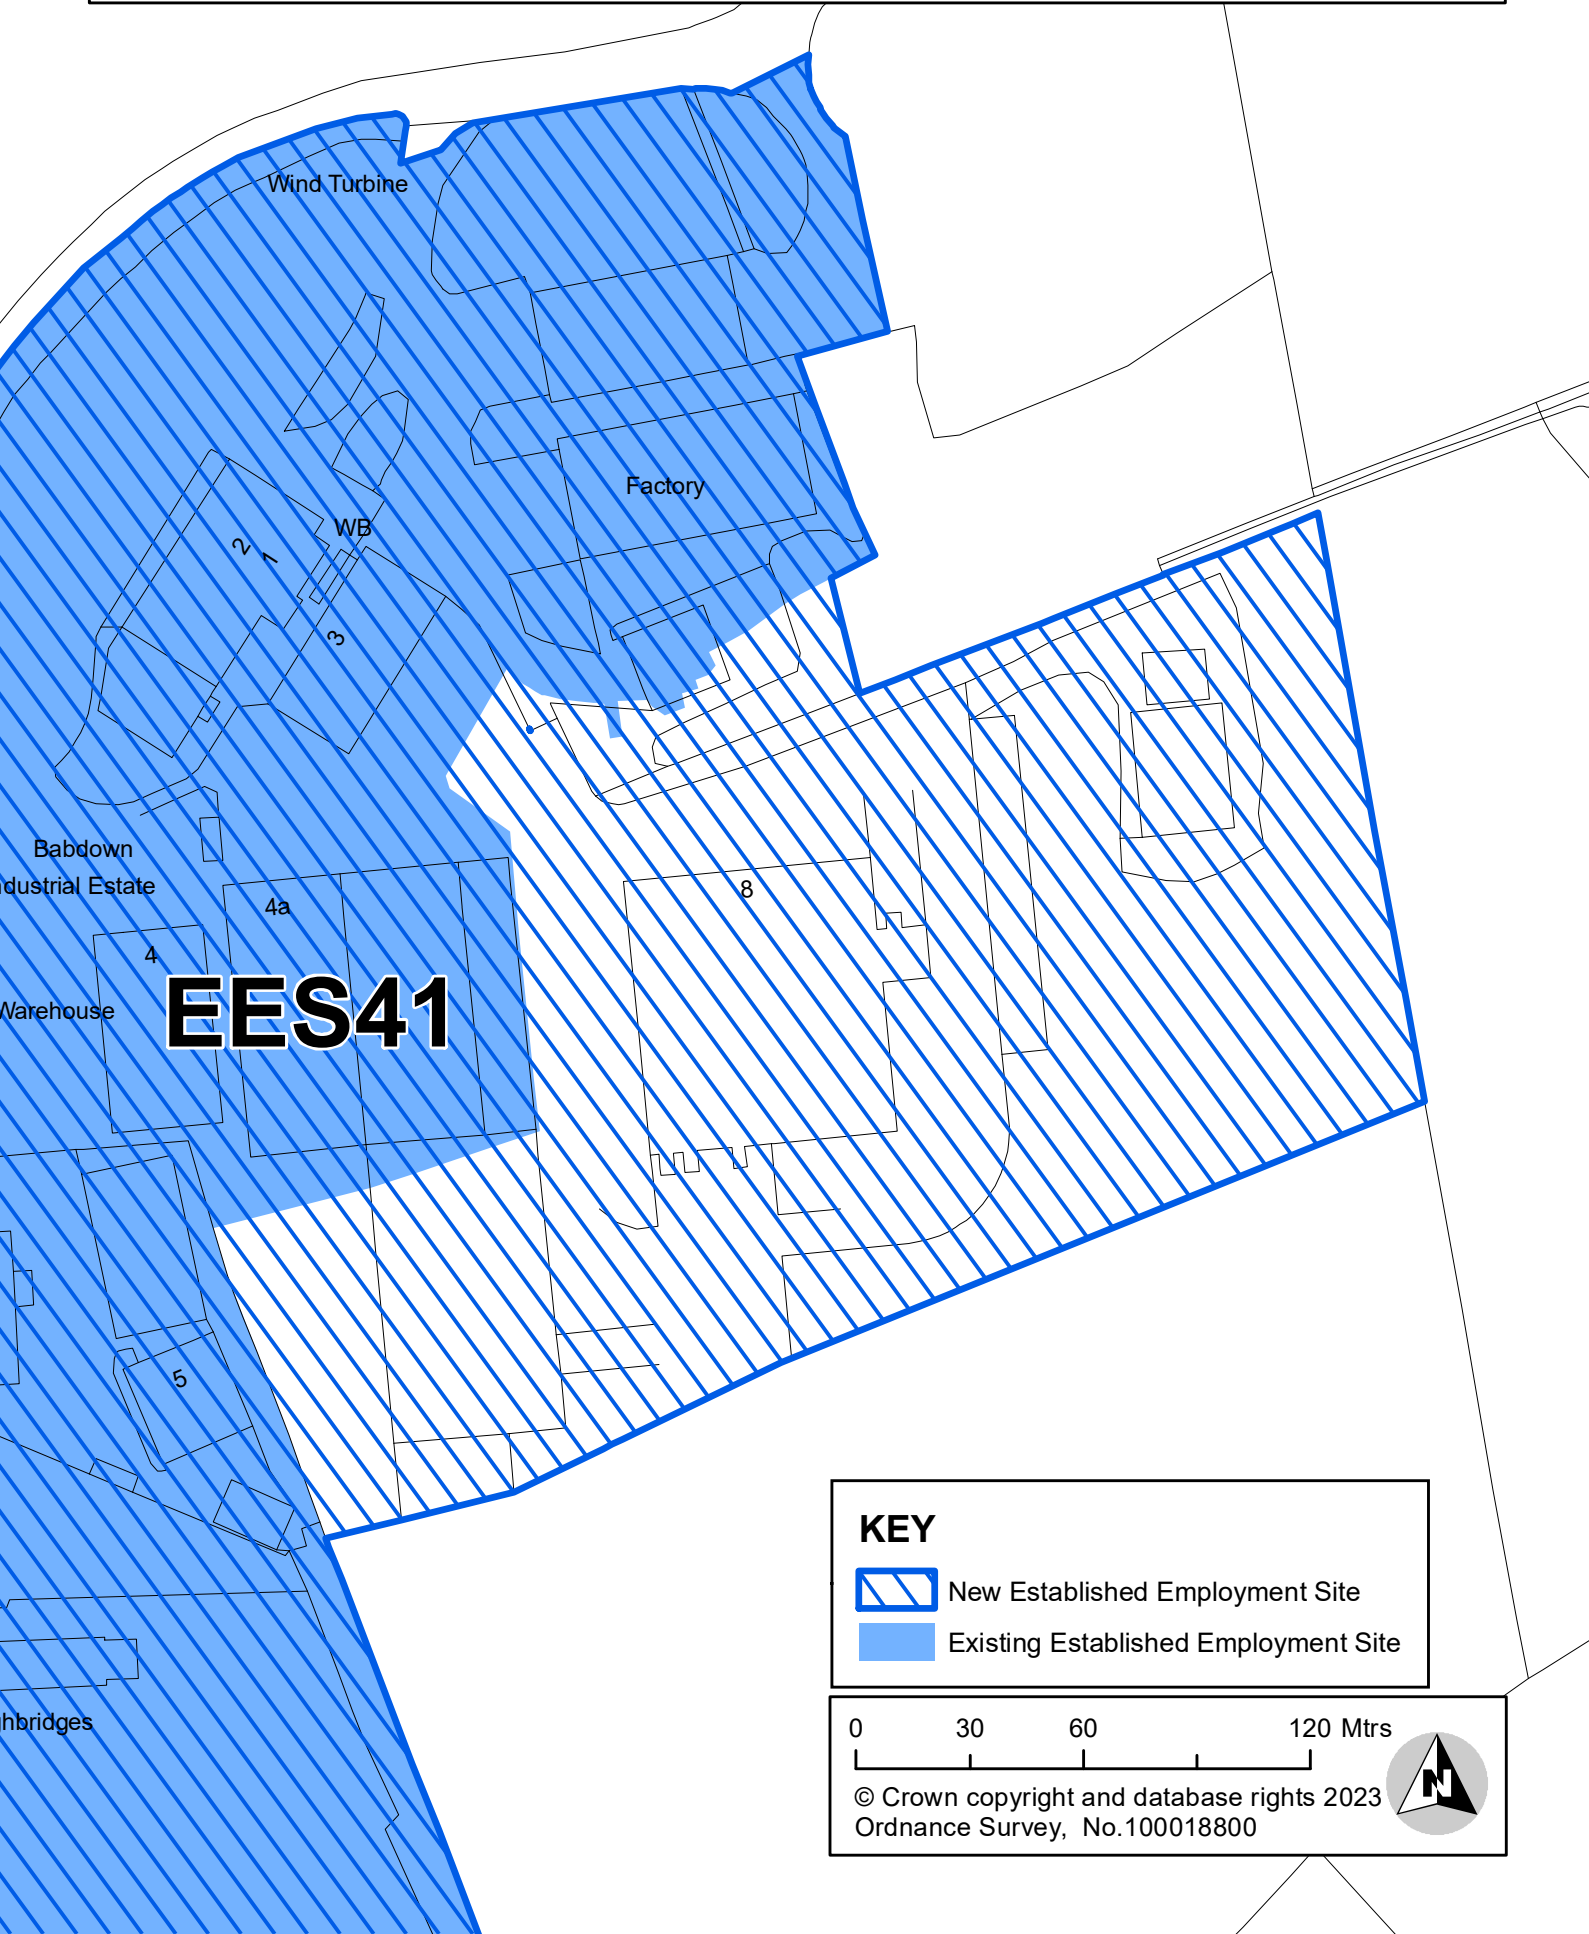 Wind Turbine
Factory
WB
2
1
3
Babdown
ndustrial Estate
4a
8
4
EES41
Warehouse
5
KEY
New Established Employment Site
Existing Established Employment Site
ghbridges
0 30 60 120 Mtrs
N
© Crown copyright and database rights 2023
Ordnance Survey, No.100018800